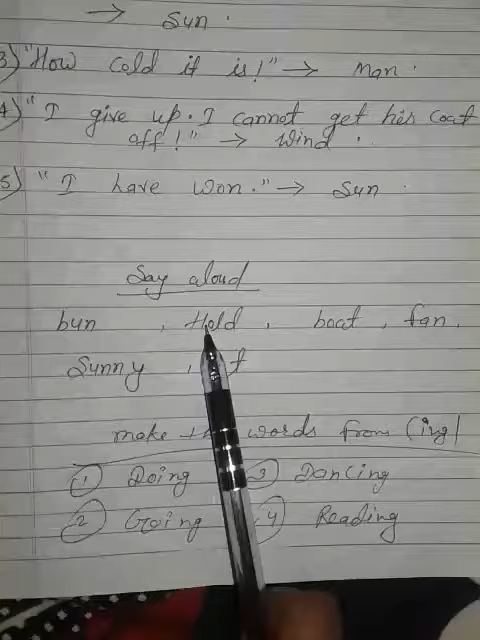 → Sun.
3) "How cold it is!" → Man.
4) "I give up. I cannot get his coat
off!" → Wind.
5) "I have won." → Sun.
Say aloud
bun, Hold, boat, fan,
Sunny,
make words from (ing)
① Doing ③ Dancing
② Going 4) Reading